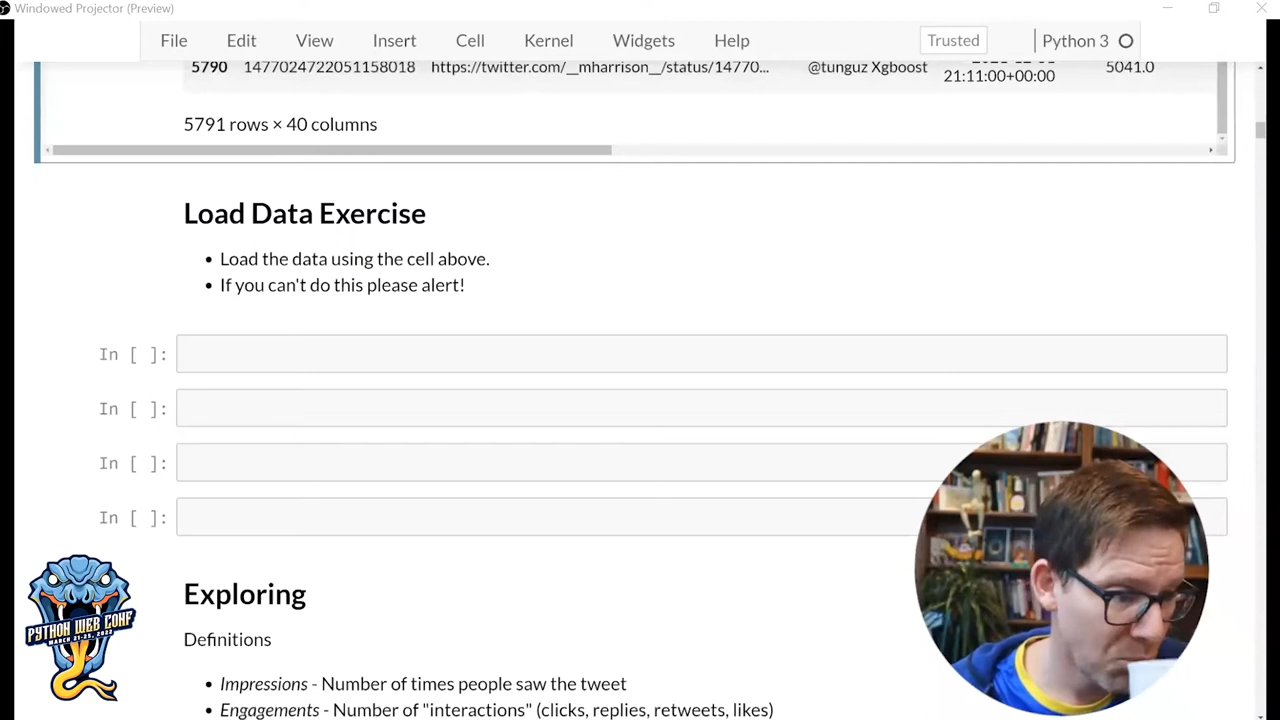 Windowed Projector (Preview)
File Edit View Insert Cell Kernel Widgets Help Trusted Python 3
5790 1477024722051158018 https://twitter.com/__mharrison__/status/14770... @tunguz Xgboost 21:11:00+00:00 5041.0
5791 rows × 40 columns
Load Data Exercise
• Load the data using the cell above.
• If you can't do this please alert!
In [ ]:
In [ ]:
In [ ]:
In [ ]:
PYTHON WEB CONF
MARCH 21-25, 2022
Exploring
Definitions
• Impressions - Number of times people saw the tweet
• Engagements - Number of "interactions" (clicks, replies, retweets, likes)